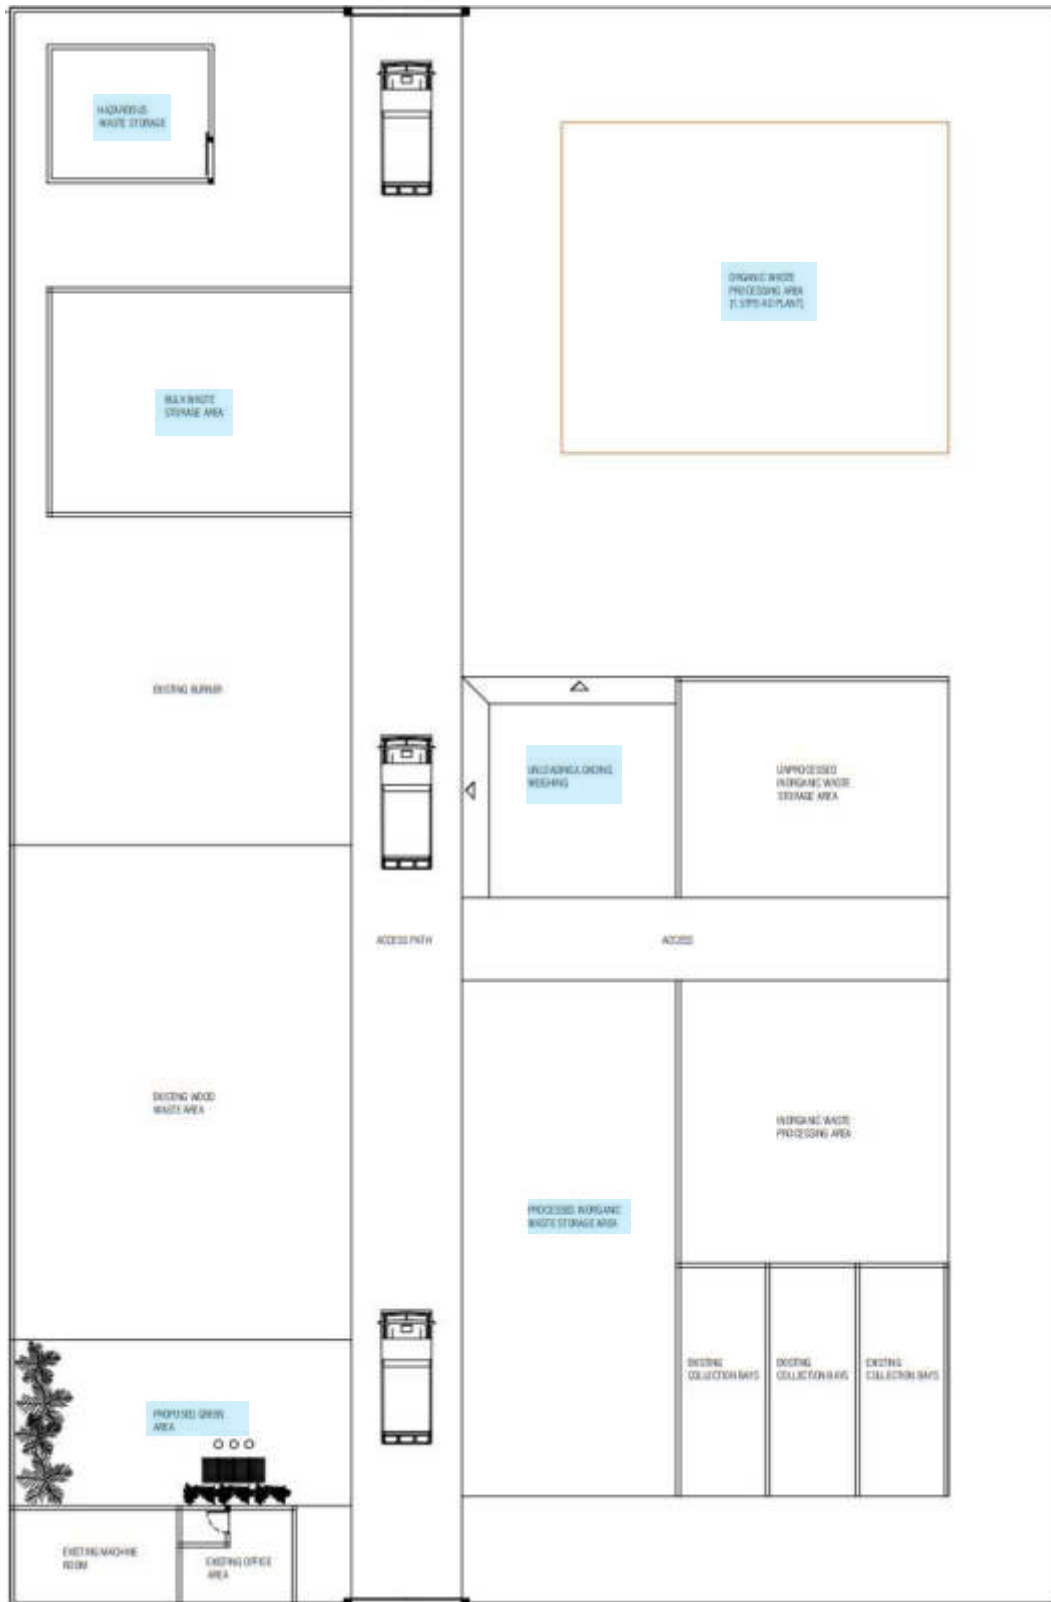 HAZARDOUS
WASTE STORAGE
ORGANIC WASTE
PROCESSING AREA
BULK WASTE
STORAGE AREA
EXISTING BURNER
UNLOADING/LOADING
WEIGHING
UNPROCESSED
INORGANIC WASTE
STORAGE AREA
ACCESS PATH
ACCESS
EXISTING WOOD
WASTE AREA
INORGANIC WASTE
PROCESSING AREA
PROCESSED INORGANIC
WASTE STORAGE AREA
EXISTING
COLLECTION BAYS
EXISTING
COLLECTION BAYS
EXISTING
COLLECTION BAYS
PROPOSED GREEN
AREA
EXISTING MACHINE
ROOM
EXISTING OFFICE
AREA